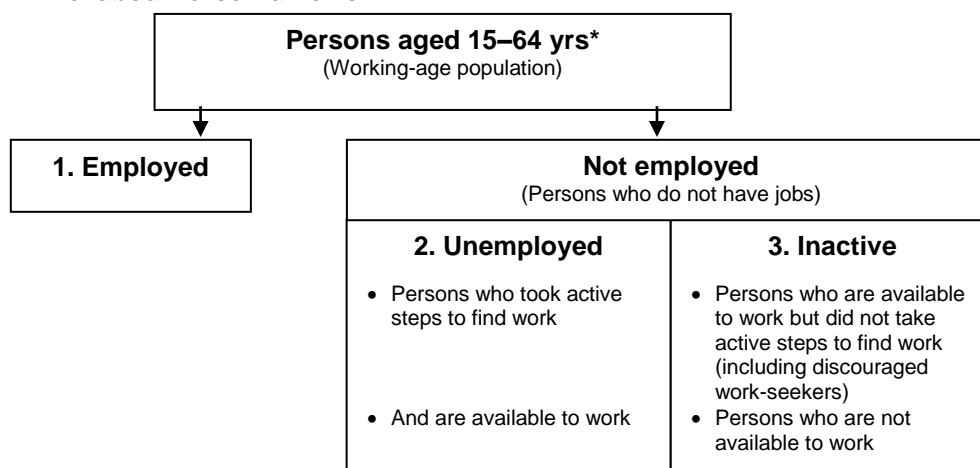 Persons aged 15–64 yrs*
(Working-age population)
1. Employed
Not employed
(Persons who do not have jobs)
2. Unemployed
• Persons who took active
steps to find work
• And are available to work
3. Inactive
• Persons who are available
to work but did not take
active steps to find work
(including discouraged
work-seekers)
• Persons who are not
available to work